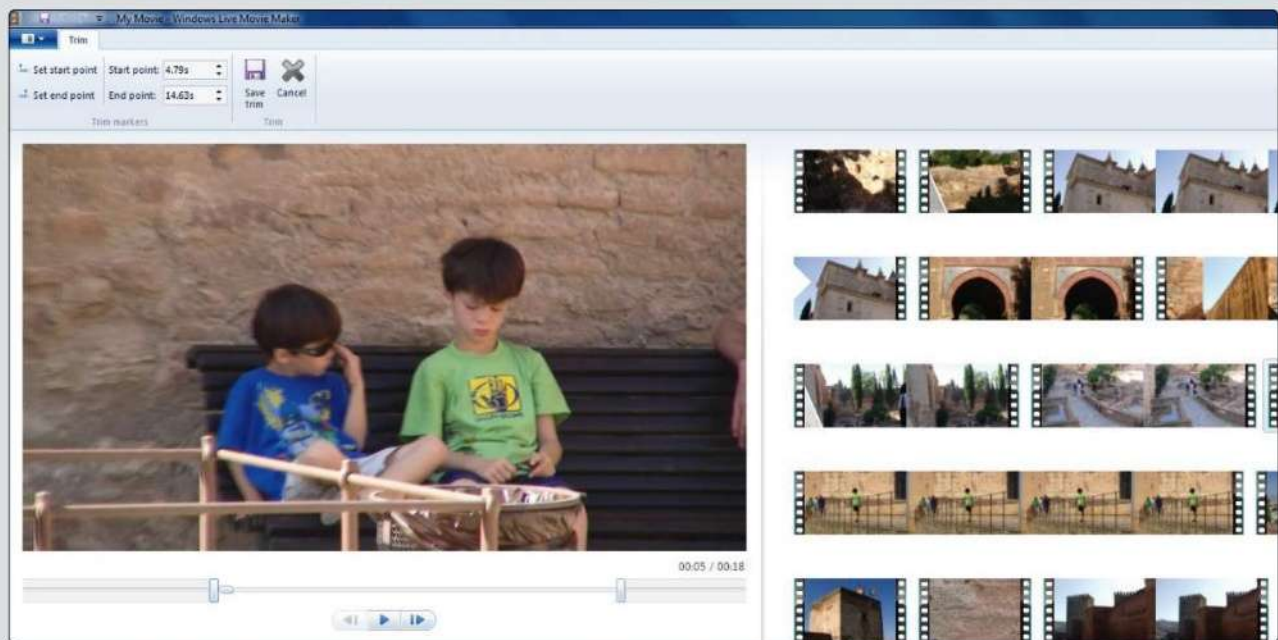 My Movie - Windows Live Movie Maker
Trim
Set start point Start point: 4.79s
Set end point End point: 14.63s
Save trim
Cancel
Trim markers
Trim
00:05 / 00:18